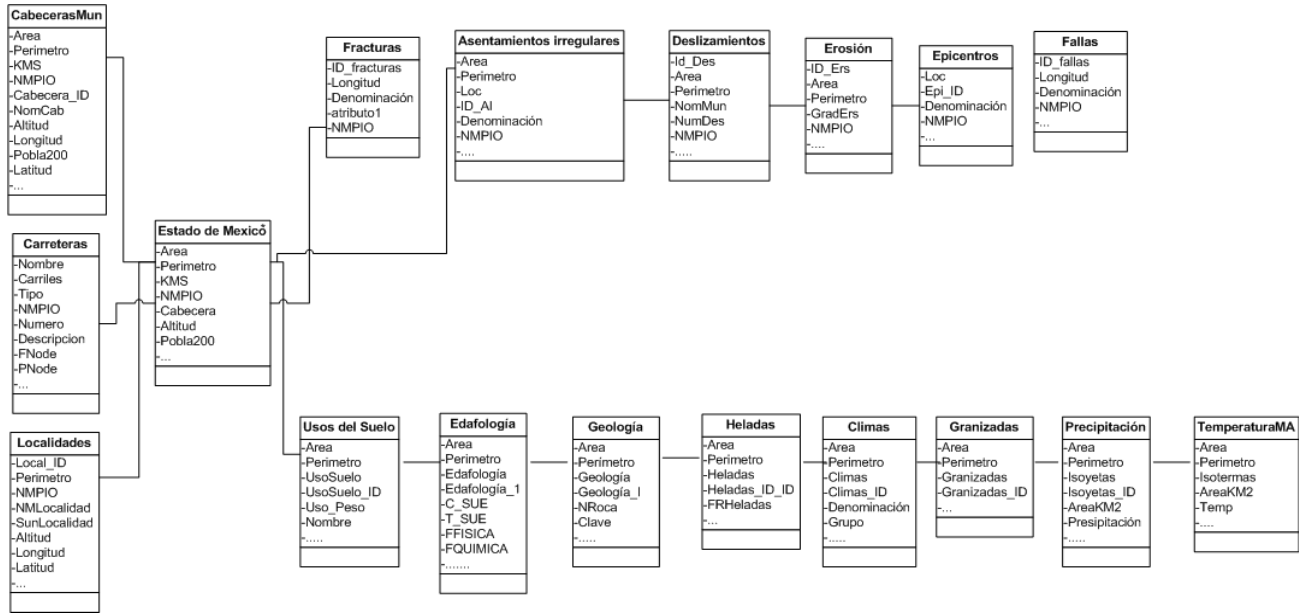 CabecerasMun
-Area
-Perimetro
-KMS
-NMPIO
-Cabecera_ID
-NomCab
-Altitud
-Longitud
-Pobla200
-Latitud
-...
Fracturas
-ID_fracturas
-Longitud
-Denominación
-atributo1
-NMPIO
Asentamientos irregulares
-Area
-Perimetro
-Loc
-ID_AI
-Denominación
-NMPIO
-....
Deslizamientos
-Id_Des
-Area
-Perimetro
-NomMun
-NumDes
-NMPIO
-.....
Erosión
-ID_Ers
-Area
-Perimetro
-GradErs
-NMPIO
-....
Epicentros
-Loc
-Epi_ID
-Denominación
-NMPIO
-...
Fallas
-ID_fallas
-Longitud
-Denominación
-NMPIO
-...
Carreteras
-Nombre
-Carriles
-Tipo
-NMPIO
-Numero
-Descripcion
-FNode
-PNode
-...
Estado de Mexicó
-Area
-Perimetro
-KMS
-NMPIO
-Cabecera
-Altitud
-Pobla200
-...
Localidades
-Local_ID
-Perimetro
-NMPIO
-NMLocalidad
-SunLocalidad
-Altitud
-Longitud
-Latitud
-...
Usos del Suelo
-Area
-Perimetro
-UsoSuelo
-UsoSuelo_ID
-Uso_Peso
-Nombre
-.....
Edafología
-Area
-Perimetro
-Edafología
-Edafología_1
-C_SUE
-T_SUE
-FFISICA
-FQUIMICA
-.......
Geología
-Area
-Perímetro
-Geología
-Geología_I
-NRoca
-Clave
-.....
Heladas
-Area
-Perimetro
-Heladas
-Heladas_ID_ID
-FRHeladas
-...
Climas
-Area
-Perimetro
-Climas
-Climas_ID
-Denominación
-Grupo
-.....
Granizadas
-Area
-Perimetro
-Granizadas
-Granizadas_ID
-...
Precipitación
-Area
-Perimetro
-Isoyetas
-Isoyetas_ID
-AreaKM2
-Presipitación
-.....
TemperaturaMA
-Area
-Perimetro
-Isotermas
-AreaKM2
-Temp
-....